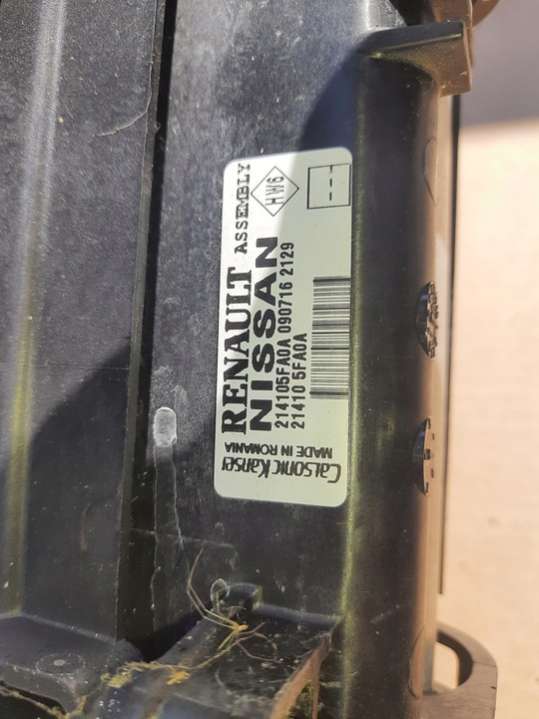 RENAULT ASSEMBLY
NISSAN
HW6
214105FA0A 090716 2129
21410 5FA0A
Calsonic Kansei
MADE IN ROMANIA